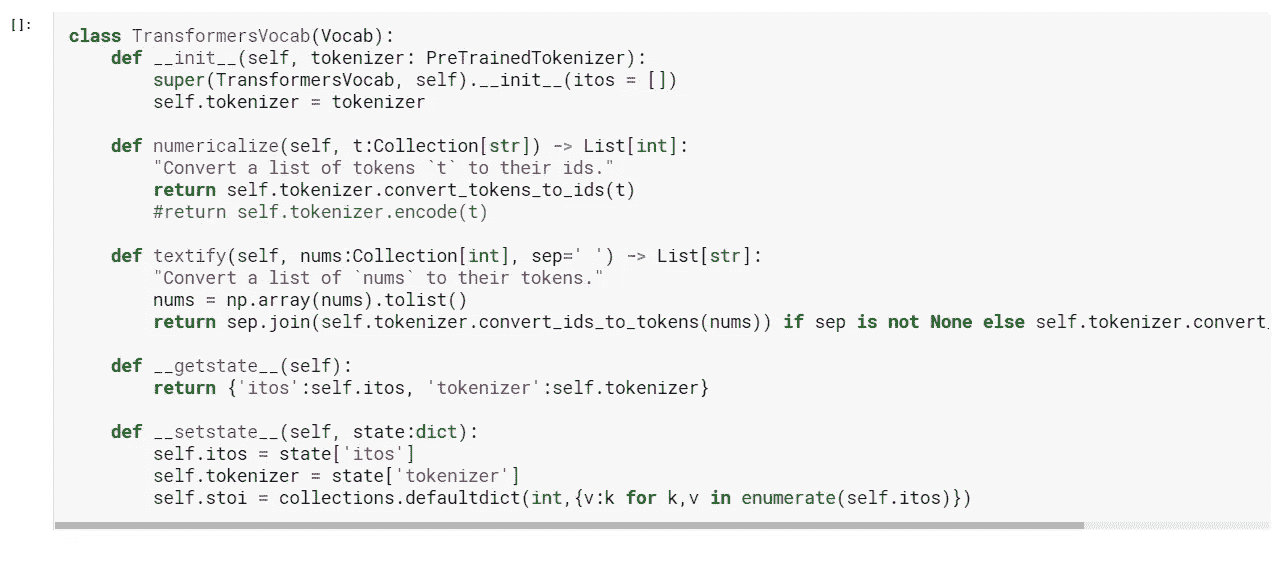 []:
class TransformersVocab(Vocab):
    def __init__(self, tokenizer: PreTrainedTokenizer):
        super(TransformersVocab, self).__init__(itos = [])
        self.tokenizer = tokenizer
    def numericalize(self, t:Collection[str]) -> List[int]:
        "Convert a list of tokens `t` to their ids."
        return self.tokenizer.convert_tokens_to_ids(t)
        #return self.tokenizer.encode(t)
    def textify(self, nums:Collection[int], sep=' ') -> List[str]:
        "Convert a list of `nums` to their tokens."
        nums = np.array(nums).tolist()
        return sep.join(self.tokenizer.convert_ids_to_tokens(nums)) if sep is not None else self.tokenizer.convert_
    def __getstate__(self):
        return {'itos':self.itos, 'tokenizer':self.tokenizer}
    def __setstate__(self, state:dict):
        self.itos = state['itos']
        self.tokenizer = state['tokenizer']
        self.stoi = collections.defaultdict(int,{v:k for k,v in enumerate(self.itos)})